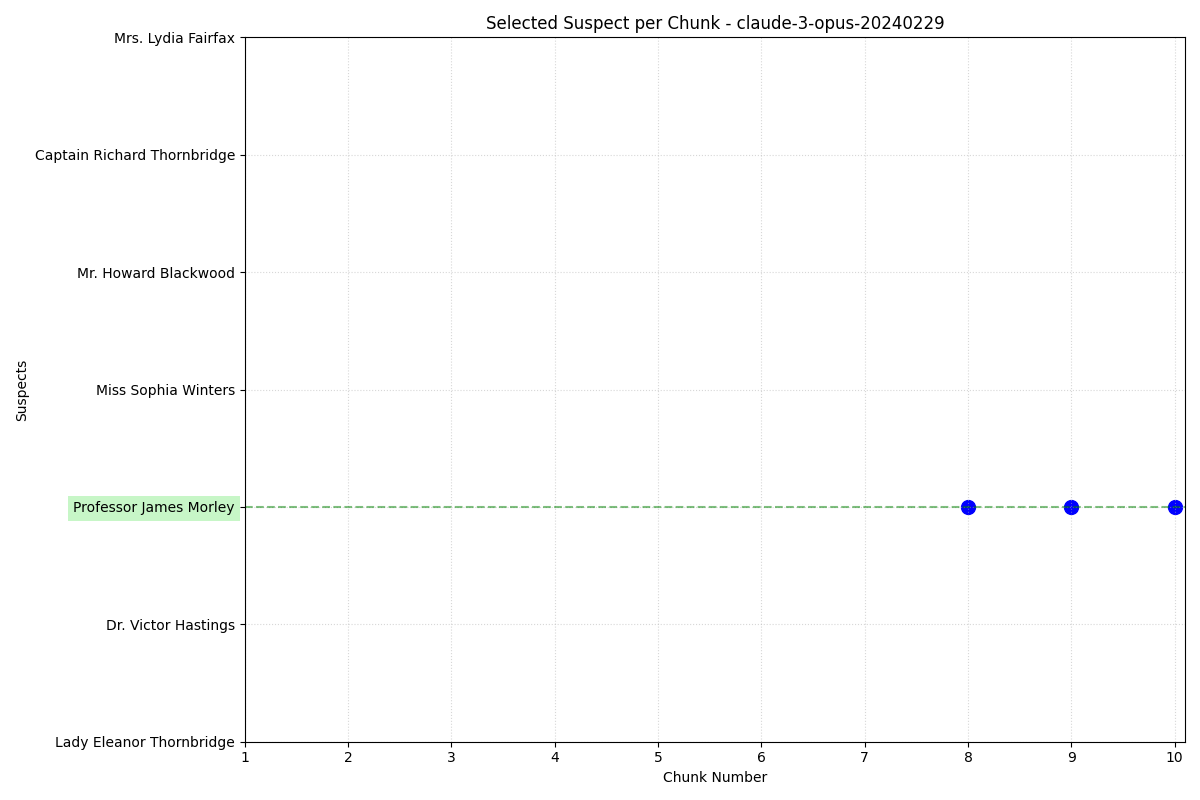 Selected Suspect per Chunk - claude-3-opus-20240229
Mrs. Lydia Fairfax
Captain Richard Thornbridge
Mr. Howard Blackwood
Miss Sophia Winters
Professor James Morley
Dr. Victor Hastings
Lady Eleanor Thornbridge
Suspects
1 2 3 4 5 6 7 8 9 10
Chunk Number